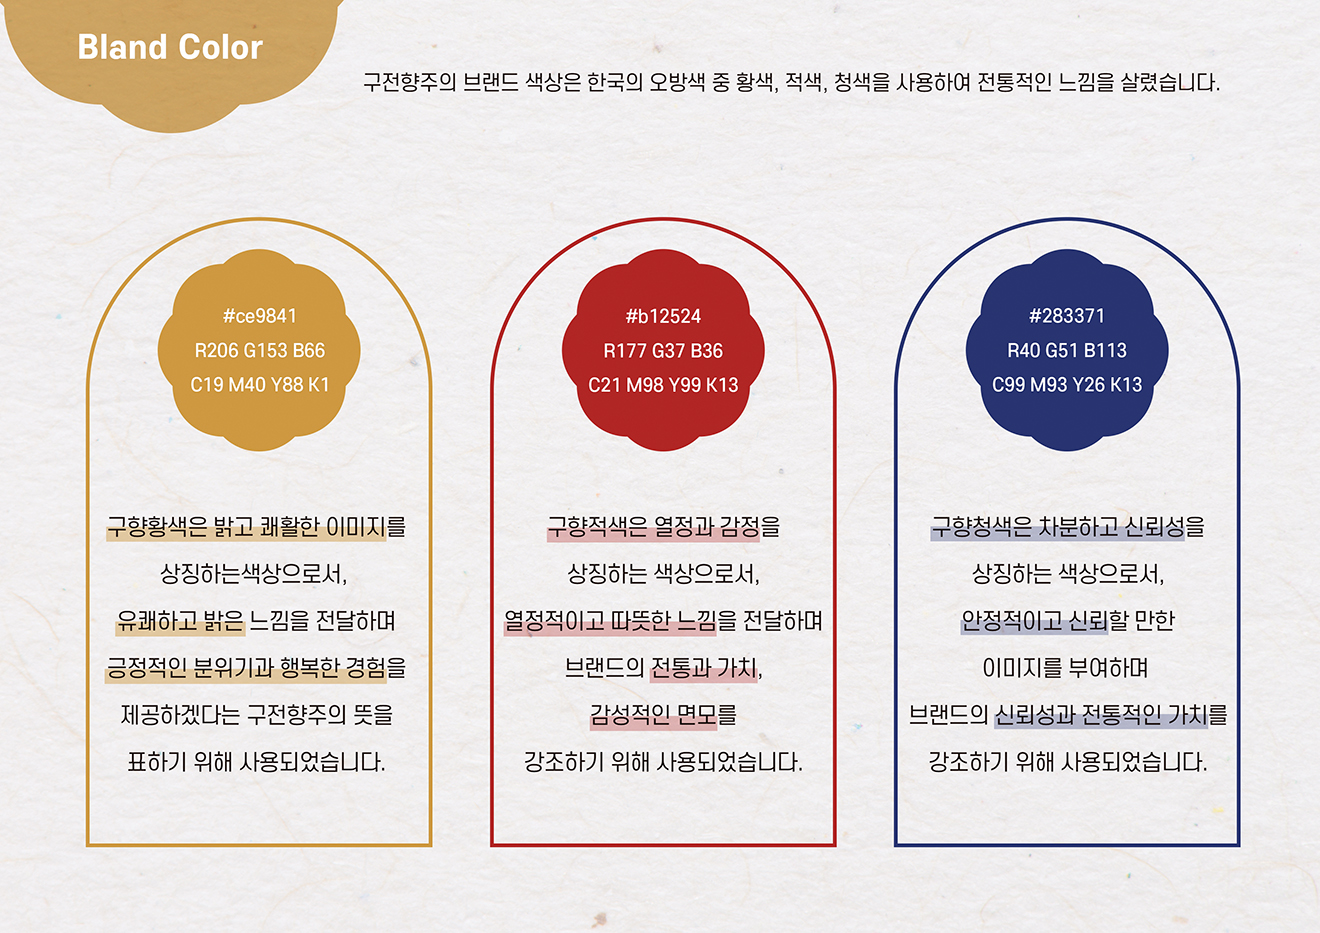 Bland Color
구전향주의 브랜드 색상은 한국의 오방색 중 황색, 적색, 청색을 사용하여 전통적인 느낌을 살렸습니다.
#ce9841
R206 G153 B66
C19 M40 Y88 K1
구향황색은 밝고 쾌활한 이미지를
상징하는색상으로서,
유쾌하고 밝은 느낌을 전달하며
긍정적인 분위기과 행복한 경험을
제공하겠다는 구전향주의 뜻을
표하기 위해 사용되었습니다.
#b12524
R177 G37 B36
C21 M98 Y99 K13
구향적색은 열정과 감정을
상징하는 색상으로서,
열정적이고 따뜻한 느낌을 전달하며
브랜드의 전통과 가치,
감성적인 면모를
강조하기 위해 사용되었습니다.
#283371
R40 G51 B113
C99 M93 Y26 K13
구향청색은 차분하고 신뢰성을
상징하는 색상으로서,
안정적이고 신뢰할 만한
이미지를 부여하며
브랜드의 신뢰성과 전통적인 가치를
강조하기 위해 사용되었습니다.